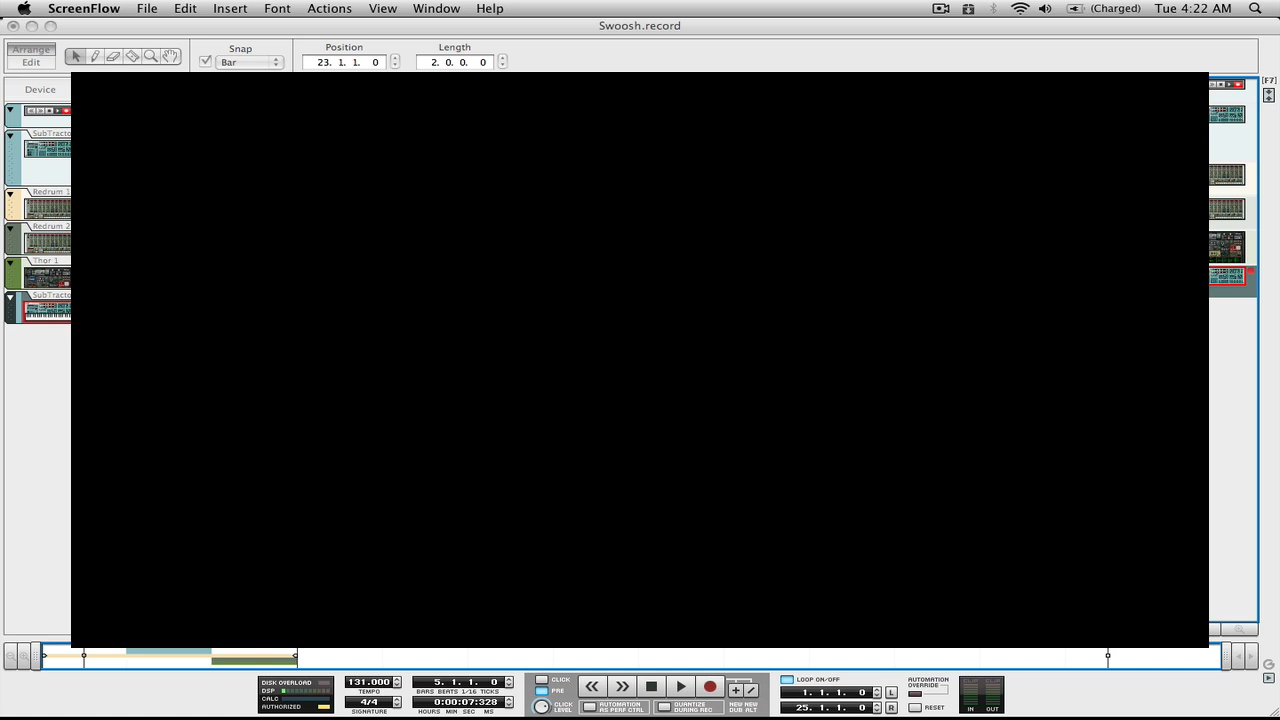 ScreenFlow File Edit Insert Font Actions View Window Help (Charged) Tue 4:22 AM
Swoosh.record
Arrange
Edit
Snap
Bar
Position
23. 1. 1. 0
Length
2. 0. 0. 0
[F7]
Device
SubTracto
Redrum 1
Redrum 2
Thor 1
SubTracto
DISK OVERLOAD
DSP
CALC
AUTHORIZED
131.000
TEMPO
4/4
SIGNATURE
5. 1. 1. 0
BARS BEATS 1/16 TICKS
0:00:07:328
HOURS MIN SEC MS
CLICK
PRE
CLICK
LEVEL
AUTOMATION
AS PERF CTRL
QUANTIZE
DURING REC
NEW NEW
DUB ALT
LOOP ON/OFF
1. 1. 1. 0 L
25. 1. 1. 0 R
AUTOMATION
OVERRIDE
RESET
IN OUT